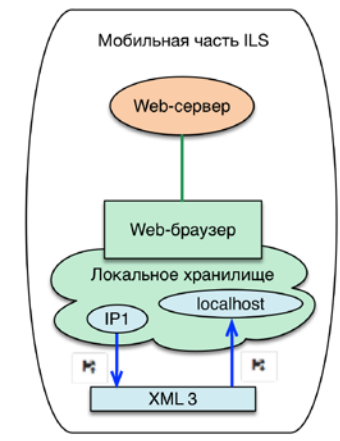 Мобильная часть ILS
Web-сервер
Web-браузер
Локальное хранилище
IP1
localhost
XML 3